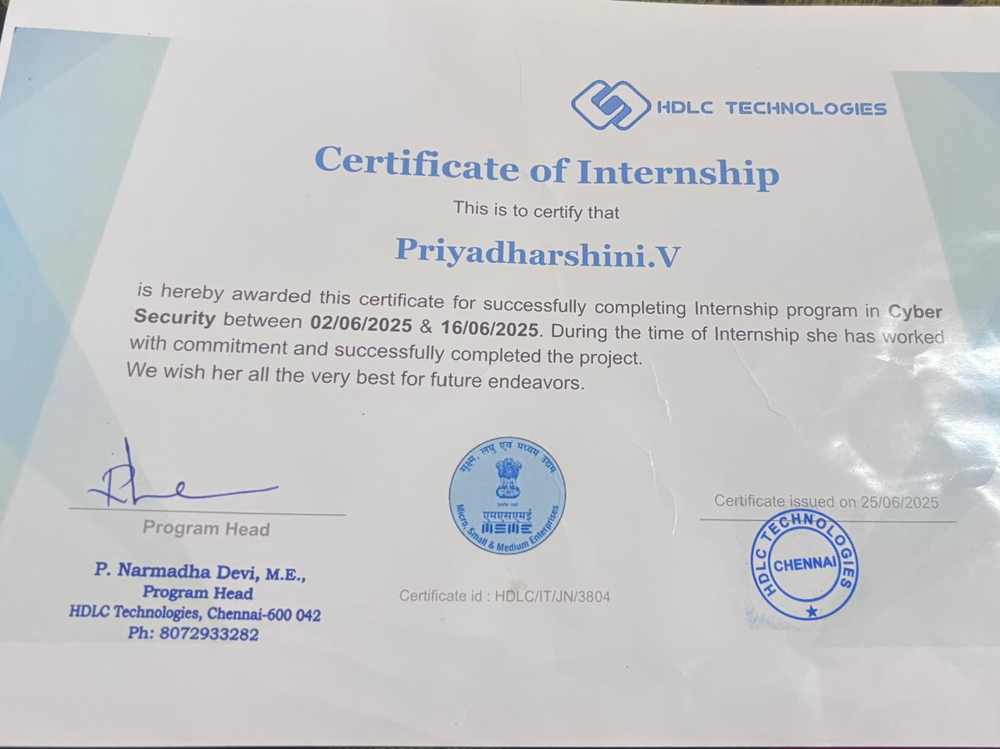 HDLC TECHNOLOGIES
Certificate of Internship
This is to certify that
Priyadharshini.V
is hereby awarded this certificate for successfully completing Internship program in Cyber
Security between 02/06/2025 & 16/06/2025. During the time of Internship she has worked
with commitment and successfully completed the project.
We wish her all the very best for future endeavors.
Program Head
P. Narmadha Devi, M.E.,
Program Head
HDLC Technologies, Chennai-600 042
Ph: 8072933282
सूक्ष्म, लघु एवं मध्यम उद्यम
एमएसएमई
MSME
Micro, Small & Medium Enterprises
Certificate id : HDLC/IT/JN/3804
Certificate issued on 25/06/2025
HDLC TECHNOLOGIES
CHENNAI